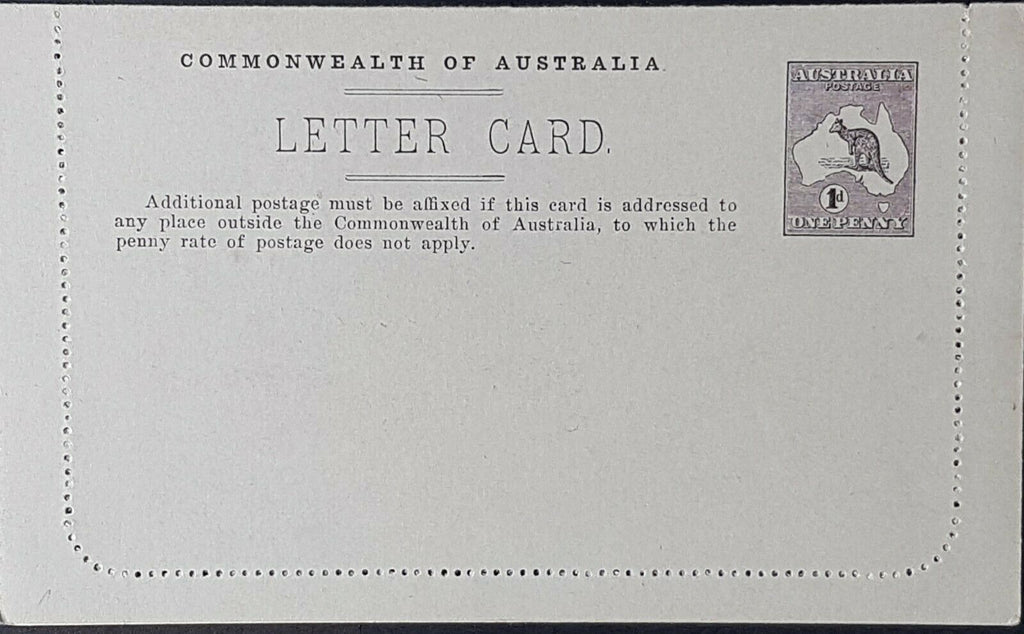 COMMONWEALTH OF AUSTRALIA.
LETTER CARD.
Additional postage must be affixed if this card is addressed to
any place outside the Commonwealth of Australia, to which the
penny rate of postage does not apply.
AUSTRALIA
POSTAGE
1d
ONE PENNY